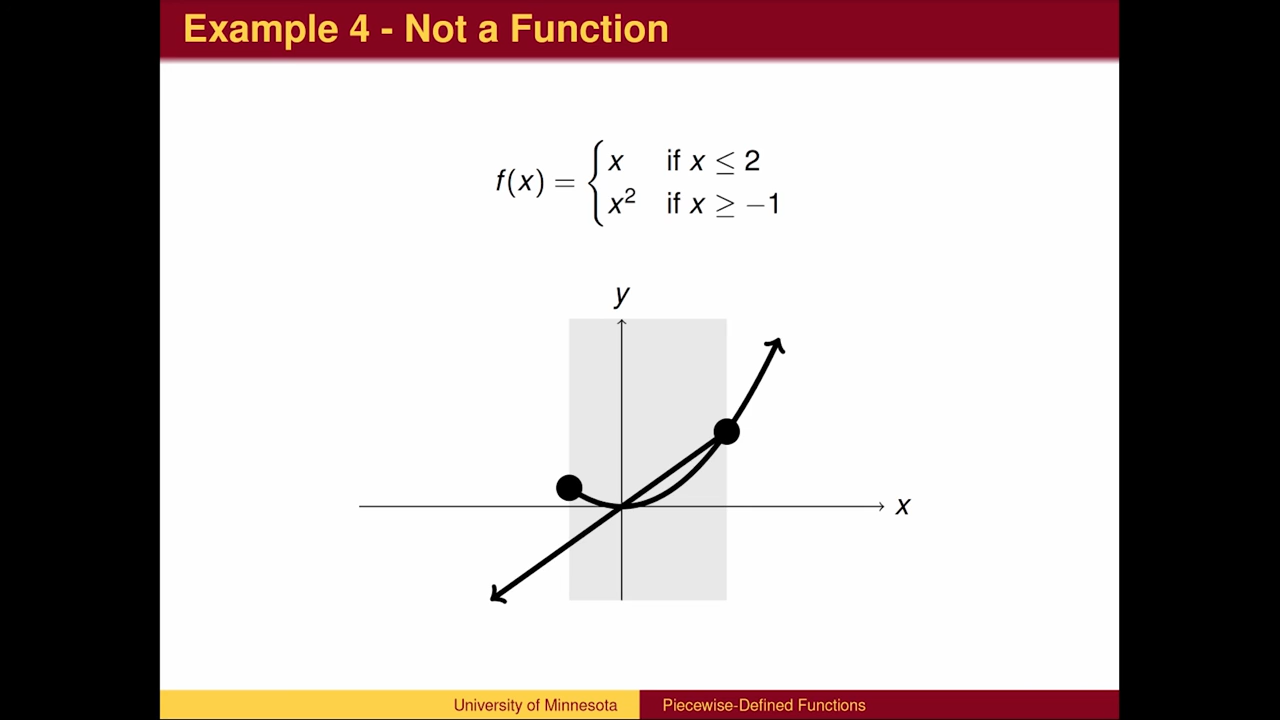 Example 4 - Not a Function
f(x) = { x if x ≤ 2
x² if x ≥ −1
y
x
University of Minnesota
Piecewise-Defined Functions